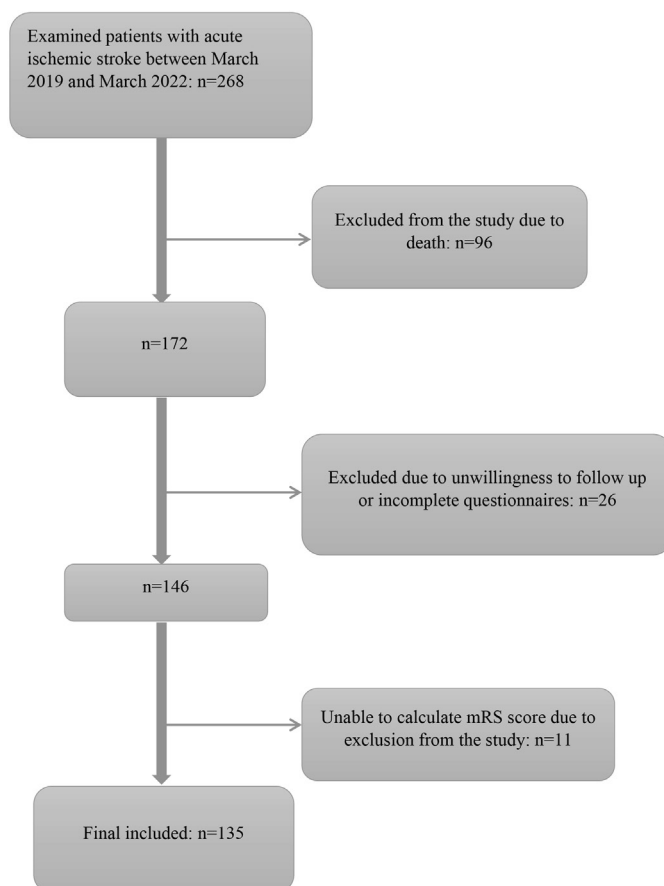 Examined patients with acute
ischemic stroke between March
2019 and March 2022: n=268
Excluded from the study due to
death: n=96
n=172
Excluded due to unwillingness to follow up
or incomplete questionnaires: n=26
n=146
Unable to calculate mRS score due to
exclusion from the study: n=11
Final included: n=135